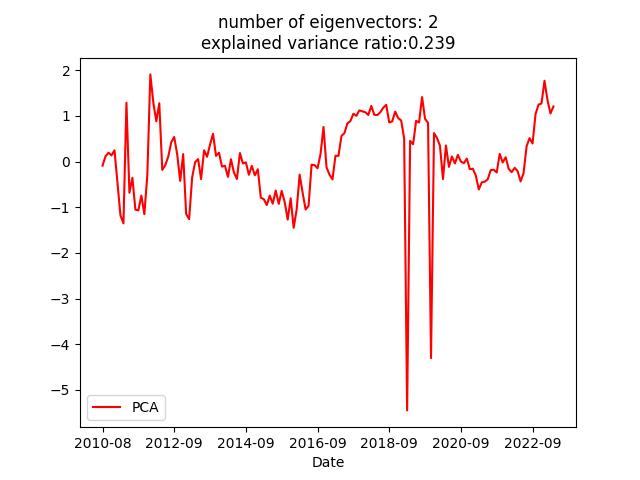 number of eigenvectors: 2
explained variance ratio:0.239
2
1
0
−1
−2
−3
−4
−5
PCA
2010-08 2012-09 2014-09 2016-09 2018-09 2020-09 2022-09
Date